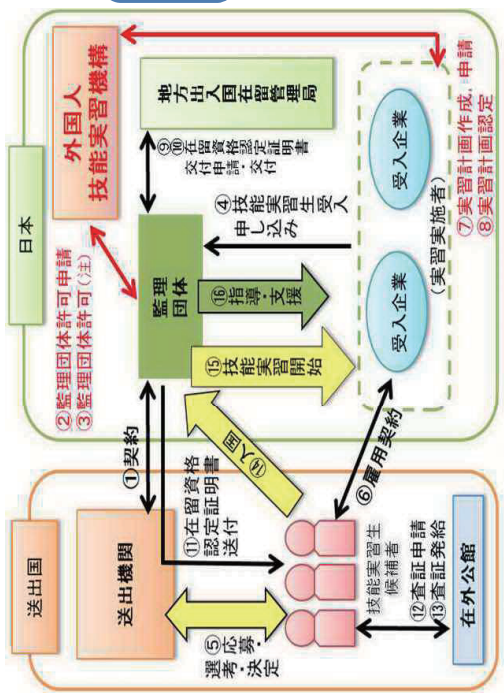 送出国
送出機関
⑤応募・
選考・決定
技能実習生
候補者
⑫査証申請
⑬査証発給
在外公館
①契約
⑪在留資格
認定証明書
送付
⑭入国
⑥雇用契約
日本
②監理団体許可申請
③監理団体許可(注)
外国人
技能実習機構
監理
団体
⑨⑩在留資格認定証明書
交付申請・交付
地方出入国在留管理局
④技能実習生受入
申し込み
⑯指導・支援
⑮技能実習開始
受入企業
受入企業
(実習実施者)
⑦実習計画作成，申請
⑧実習計画認定